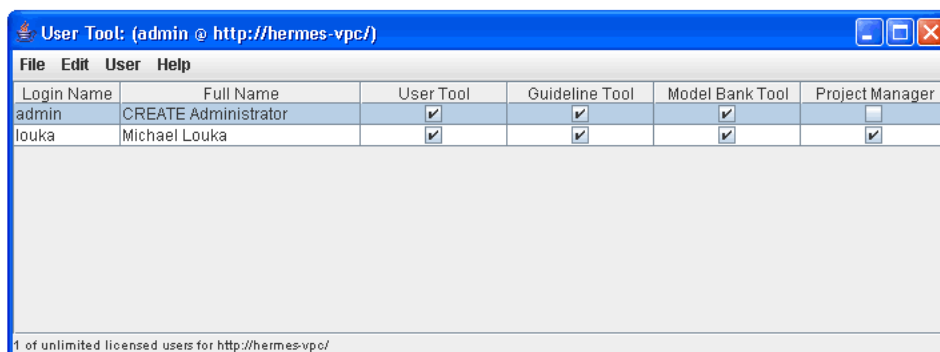 User Tool: (admin @ http://hermes-vpc/)
File Edit User Help
Login Name Full Name User Tool Guideline Tool Model Bank Tool Project Manager
admin CREATE Administrator
louka Michael Louka
1 of unlimited licensed users for http://hermes-vpc/